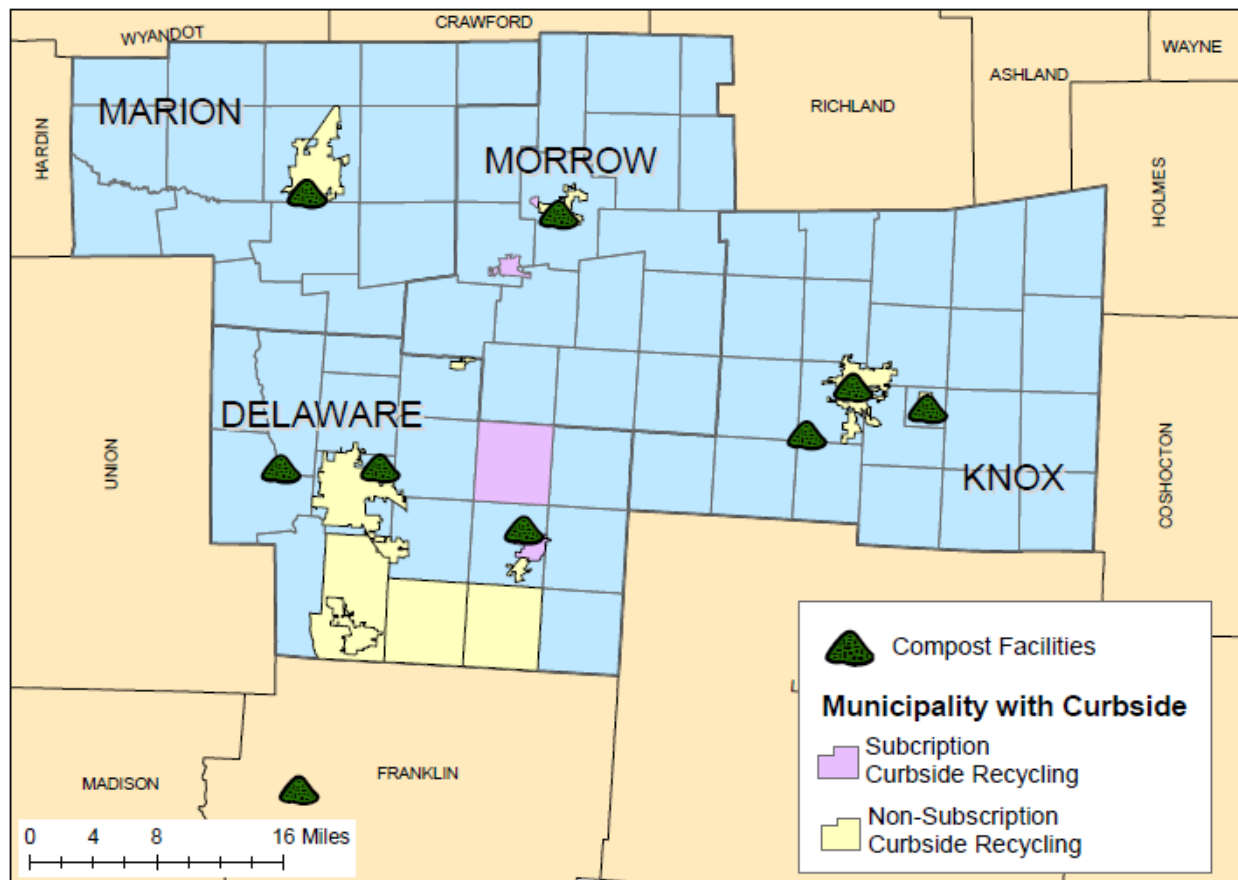 CRAWFORD
WYANDOT
WAYNE
ASHLAND
RICHLAND
MARION
HARDIN
MORROW
HOLMES
DELAWARE
UNION
KNOX
COSHOCTON
Compost Facilities
Municipality with Curbside
Subcription
Curbside Recycling
Non-Subscription
Curbside Recycling
FRANKLIN
MADISON
0 4 8 16 Miles